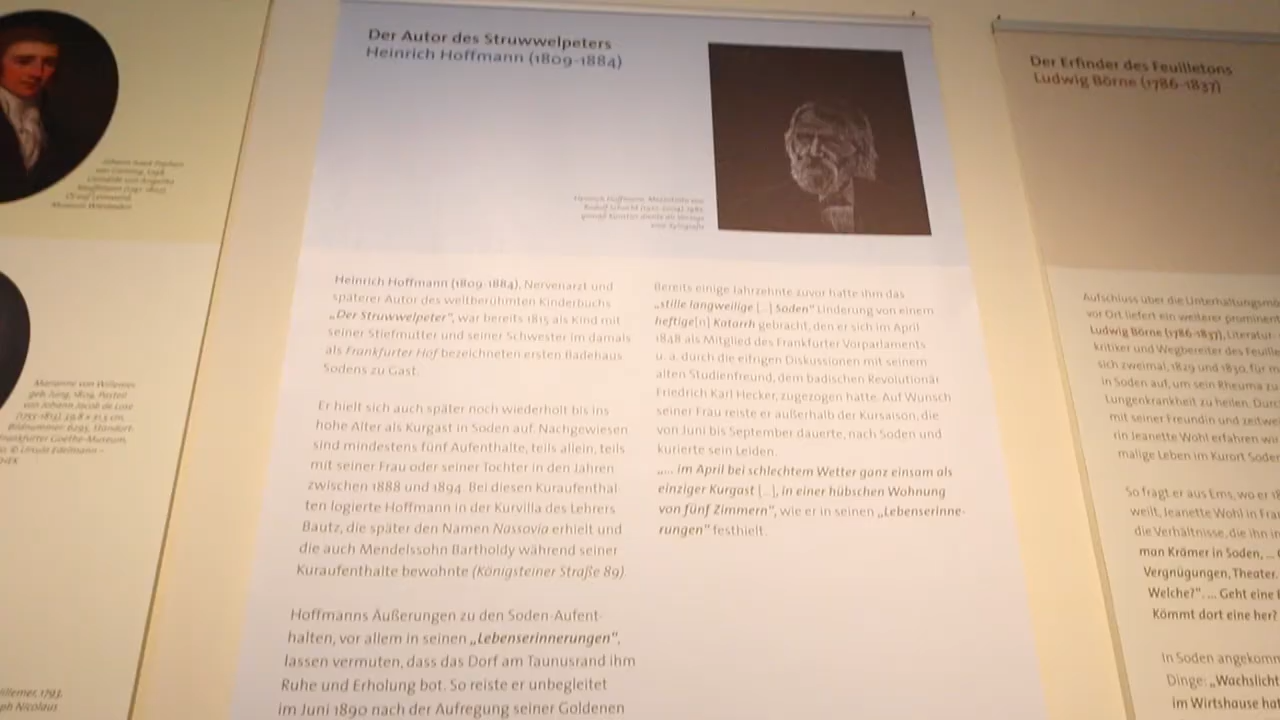 Der Autor des Struwwelpeters
Heinrich Hoffmann (1809-1884)
Heinrich Hoffmann (1809-1884), Nervenarzt und
späterer Autor des weltberühmten Kinderbuchs
„Der Struwwelpeter”, war bereits 1815 als Kind mit
seiner Stiefmutter und seiner Schwester im damals
als Frankfurter Hof bezeichneten ersten Badehaus
Sodens zu Gast.
Er hielt sich auch später noch wiederholt bis ins
hohe Alter als Kurgast in Soden auf. Nachgewiesen
sind mindestens fünf Aufenthalte, teils allein, teils
mit seiner Frau oder seiner Tochter in den Jahren
zwischen 1888 und 1894. Bei diesen Kuraufenthal-
ten logierte Hoffmann in der Kurvilla des Lehrers
Bautz, die später den Namen Nassovia erhielt und
die auch Mendelssohn Bartholdy während seiner
Kuraufenthalte bewohnte (Königsteiner Straße 89).
Hoffmanns Äußerungen zu den Soden-Aufent-
halten, vor allem in seinen „Lebenserinnerungen”,
lassen vermuten, dass das Dorf am Taunusrand ihm
Ruhe und Erholung bot. So reiste er unbegleitet
im Juni 1890 nach der Aufregung seiner Goldenen
Bereits einige Jahrzehnte zuvor hatte ihm das
„stille langweilige [...] Soden” Linderung von einem
heftige[n] Katarrh gebracht, den er sich im April
1848 als Mitglied des Frankfurter Vorparlaments
u. a. durch die eifrigen Diskussionen mit seinem
alten Studienfreund, dem badischen Revolutionär
Friedrich Karl Hecker, zugezogen hatte. Auf Wunsch
seiner Frau reiste er außerhalb der Kursaison, die
von Juni bis September dauerte, nach Soden und
kurierte sein Leiden.
„.... im April bei schlechtem Wetter ganz einsam als
einziger Kurgast [...], in einer hübschen Wohnung
von fünf Zimmern”, wie er in seinen „Lebenserinne-
rungen” festhielt.
Der Erfinder des Feuilletons
Ludwig Börne (1786-1837)
Aufschluss über die Unterhaltungsmö
vor Ort liefert ein weiterer prominent
Ludwig Börne (1786-1837), Literatur-
kritiker und Wegbereiter des Feuille
sich zweimal, 1829 und 1830, für m
in Soden auf, um sein Rheuma zu
Lungenkrankheit zu heilen. Durc
mit seiner Freundin und zeitwe
rin Jeanette Wohl erfahren wir
malige Leben im Kurort Soden
So fragt er aus Ems, wo er 18
weilt, Jeanette Wohl in Fran
die Verhältnisse, die ihn in
man Krämer in Soden, ...
Vergnügungen, Theater,
Welche?”. ... Geht eine
Kömmt dort eine her?
In Soden angekomm
Dinge: „Wachslicht
im Wirtshause ha